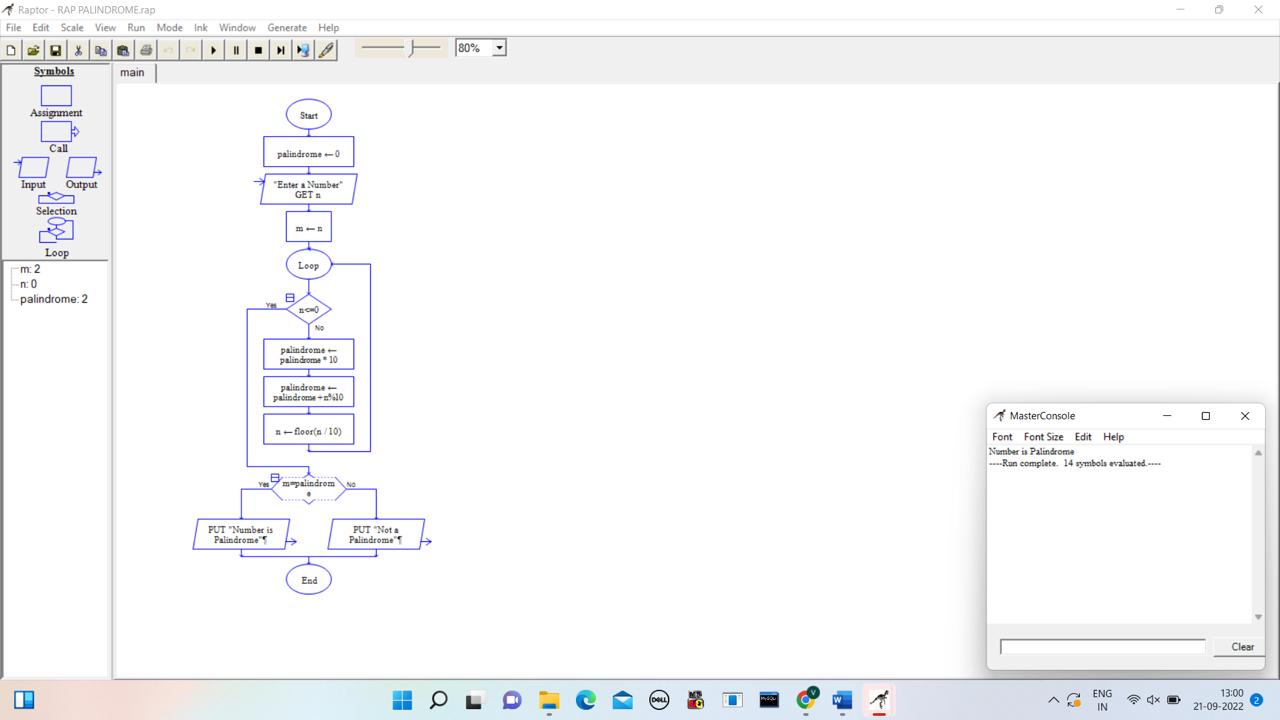 Raptor - RAP PALINDROME.rap
File Edit Scale View Run Mode Ink Window Generate Help
80%
Symbols
Assignment
Call
Input Output
Selection
Loop
m: 2
n: 0
palindrome: 2
main
Start
palindrome ← 0
"Enter a Number"
GET n
m ← n
Loop
Yes
n<=0
No
palindrome ←
palindrome * 10
palindrome ←
palindrome+n%10
n ← floor(n / 10)
Yes
m=palindrom
e
No
PUT "Number is
Palindrome"¶
PUT "Not a
Palindrome"¶
End
MasterConsole
Font Font Size Edit Help
Number is Palindrome
----Run complete. 14 symbols evaluated.----
Clear
DELL
MySQL
V
W
ENG
IN
13:00
21-09-2022
2